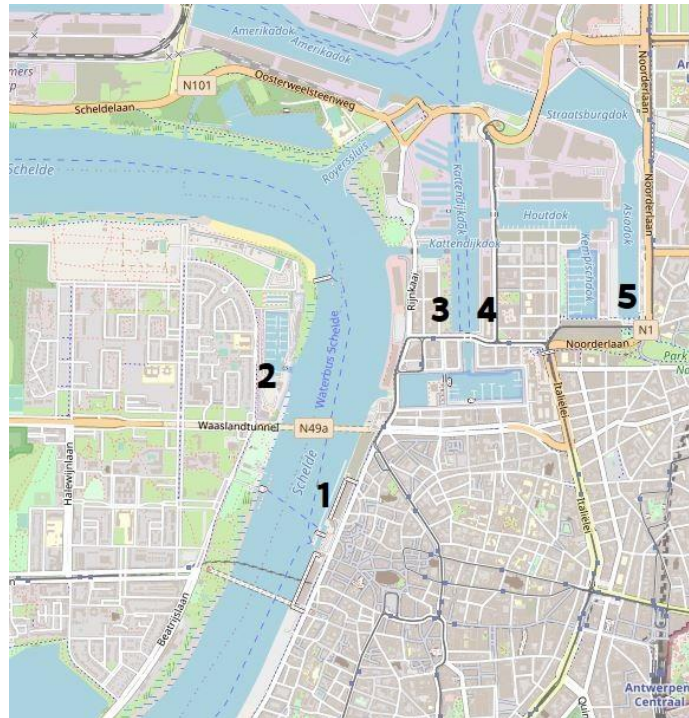 Amerikadok
Amerikadok
N101
Oosterweelsteenweg
Scheldelaan
Noorderlaan
Straatsburgdok
Royerssluis
Schelde
Kattendijkdok
Noorderlaan
Houtdok
Asiadok
Kattendijkdok
Kempischdok
Rijnkaai
3
4
5
N1
Noorderlaan
Park
Waterbus Schelde
2
Italiëlei
Waaslandtunnel
N49a
Halewijnlaan
Schelde
1
Italiëlei
Beatrijslaan
Antwerpen
Centraal